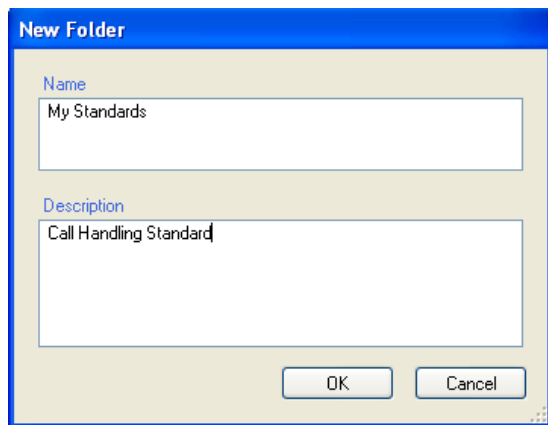 New Folder
Name
My Standards
Description
Call Handling Standard
OK
Cancel